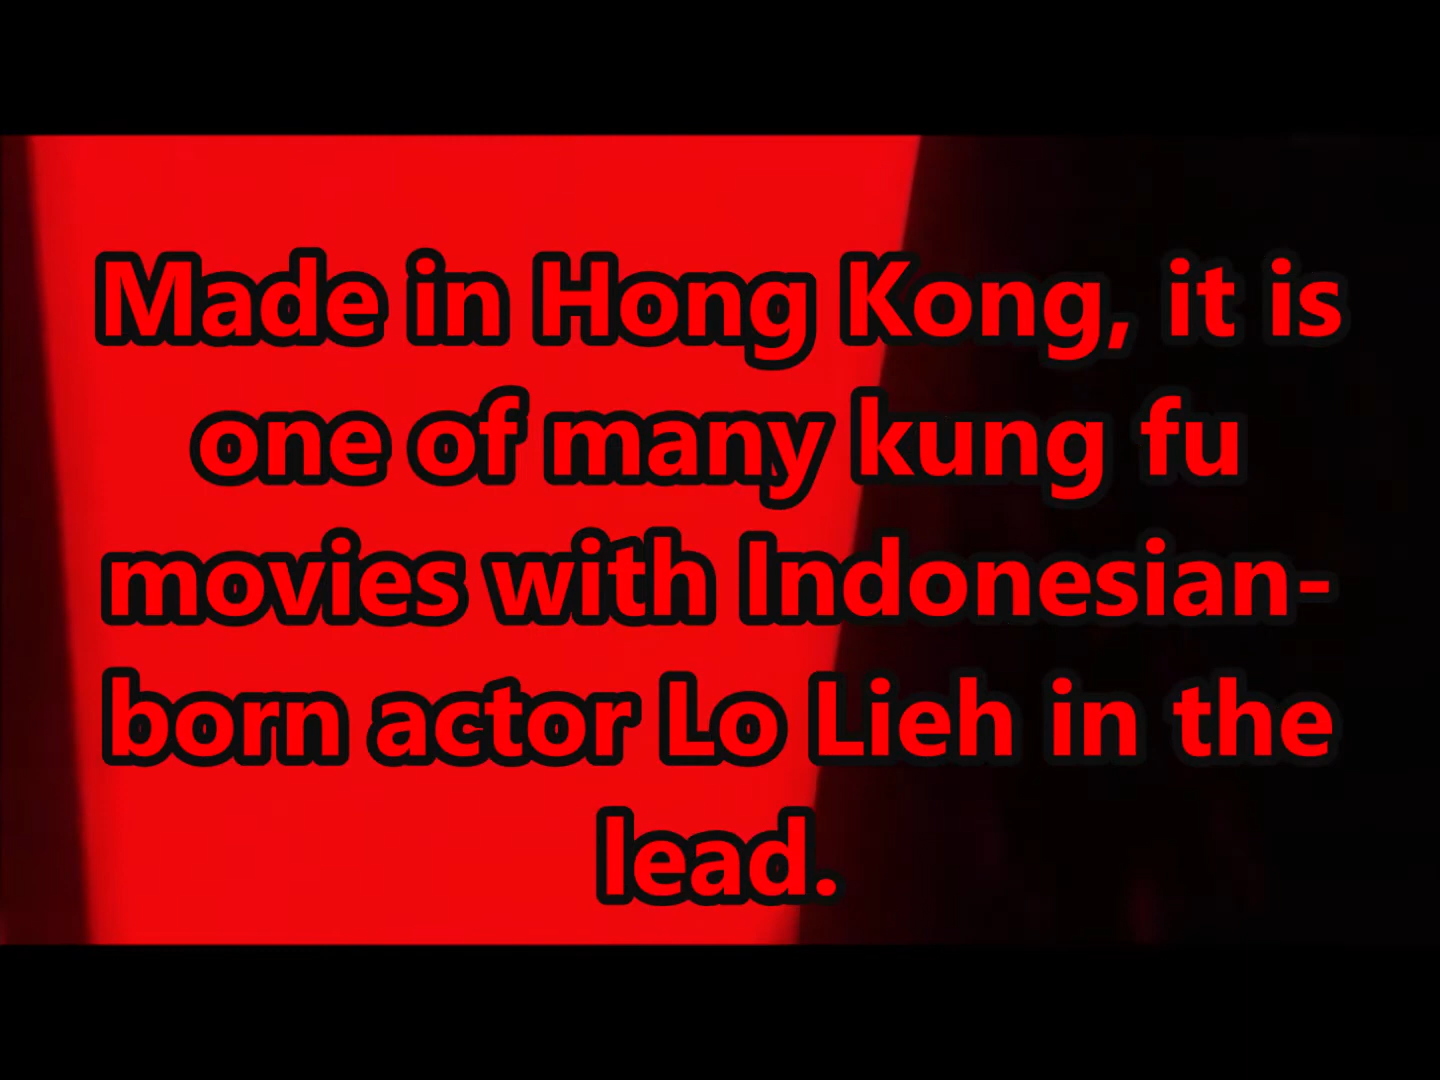 Made in Hong Kong, it is
one of many kung fu
movies with Indonesian-
born actor Lo Lieh in the
lead.